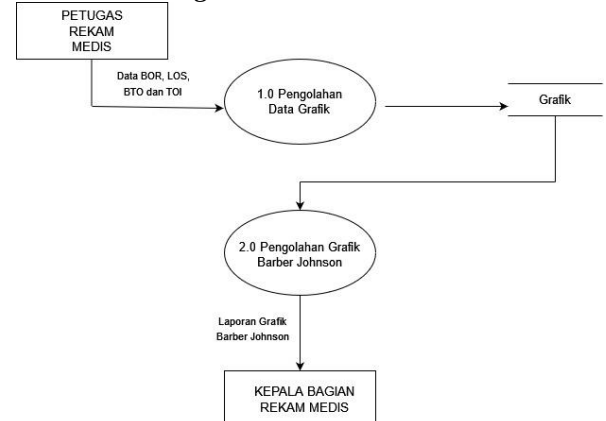 PETUGAS
REKAM
MEDIS
Data BOR, LOS,
BTO dan TOI
1.0 Pengolahan
Data Grafik
Grafik
2.0 Pengolahan Grafik
Barber Johnson
Laporan Grafik
Barber Johnson
KEPALA BAGIAN
REKAM MEDIS